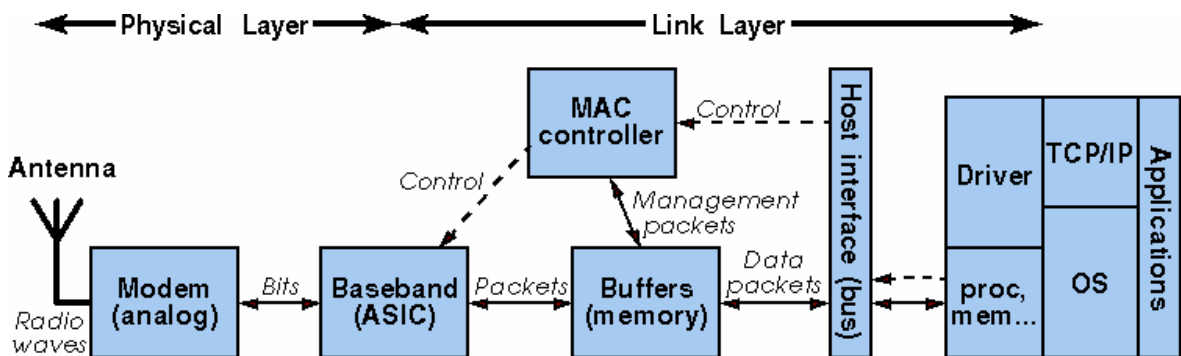 Physical Layer
Link Layer
MAC
controller
Control
Host interface (bus)
Applications
TCP/IP
Driver
Antenna
Control
Management
packets
Modem
(analog)
Bits
Baseband
(ASIC)
Packets
Buffers
(memory)
Data
packets
proc,
mem...
OS
Radio
waves